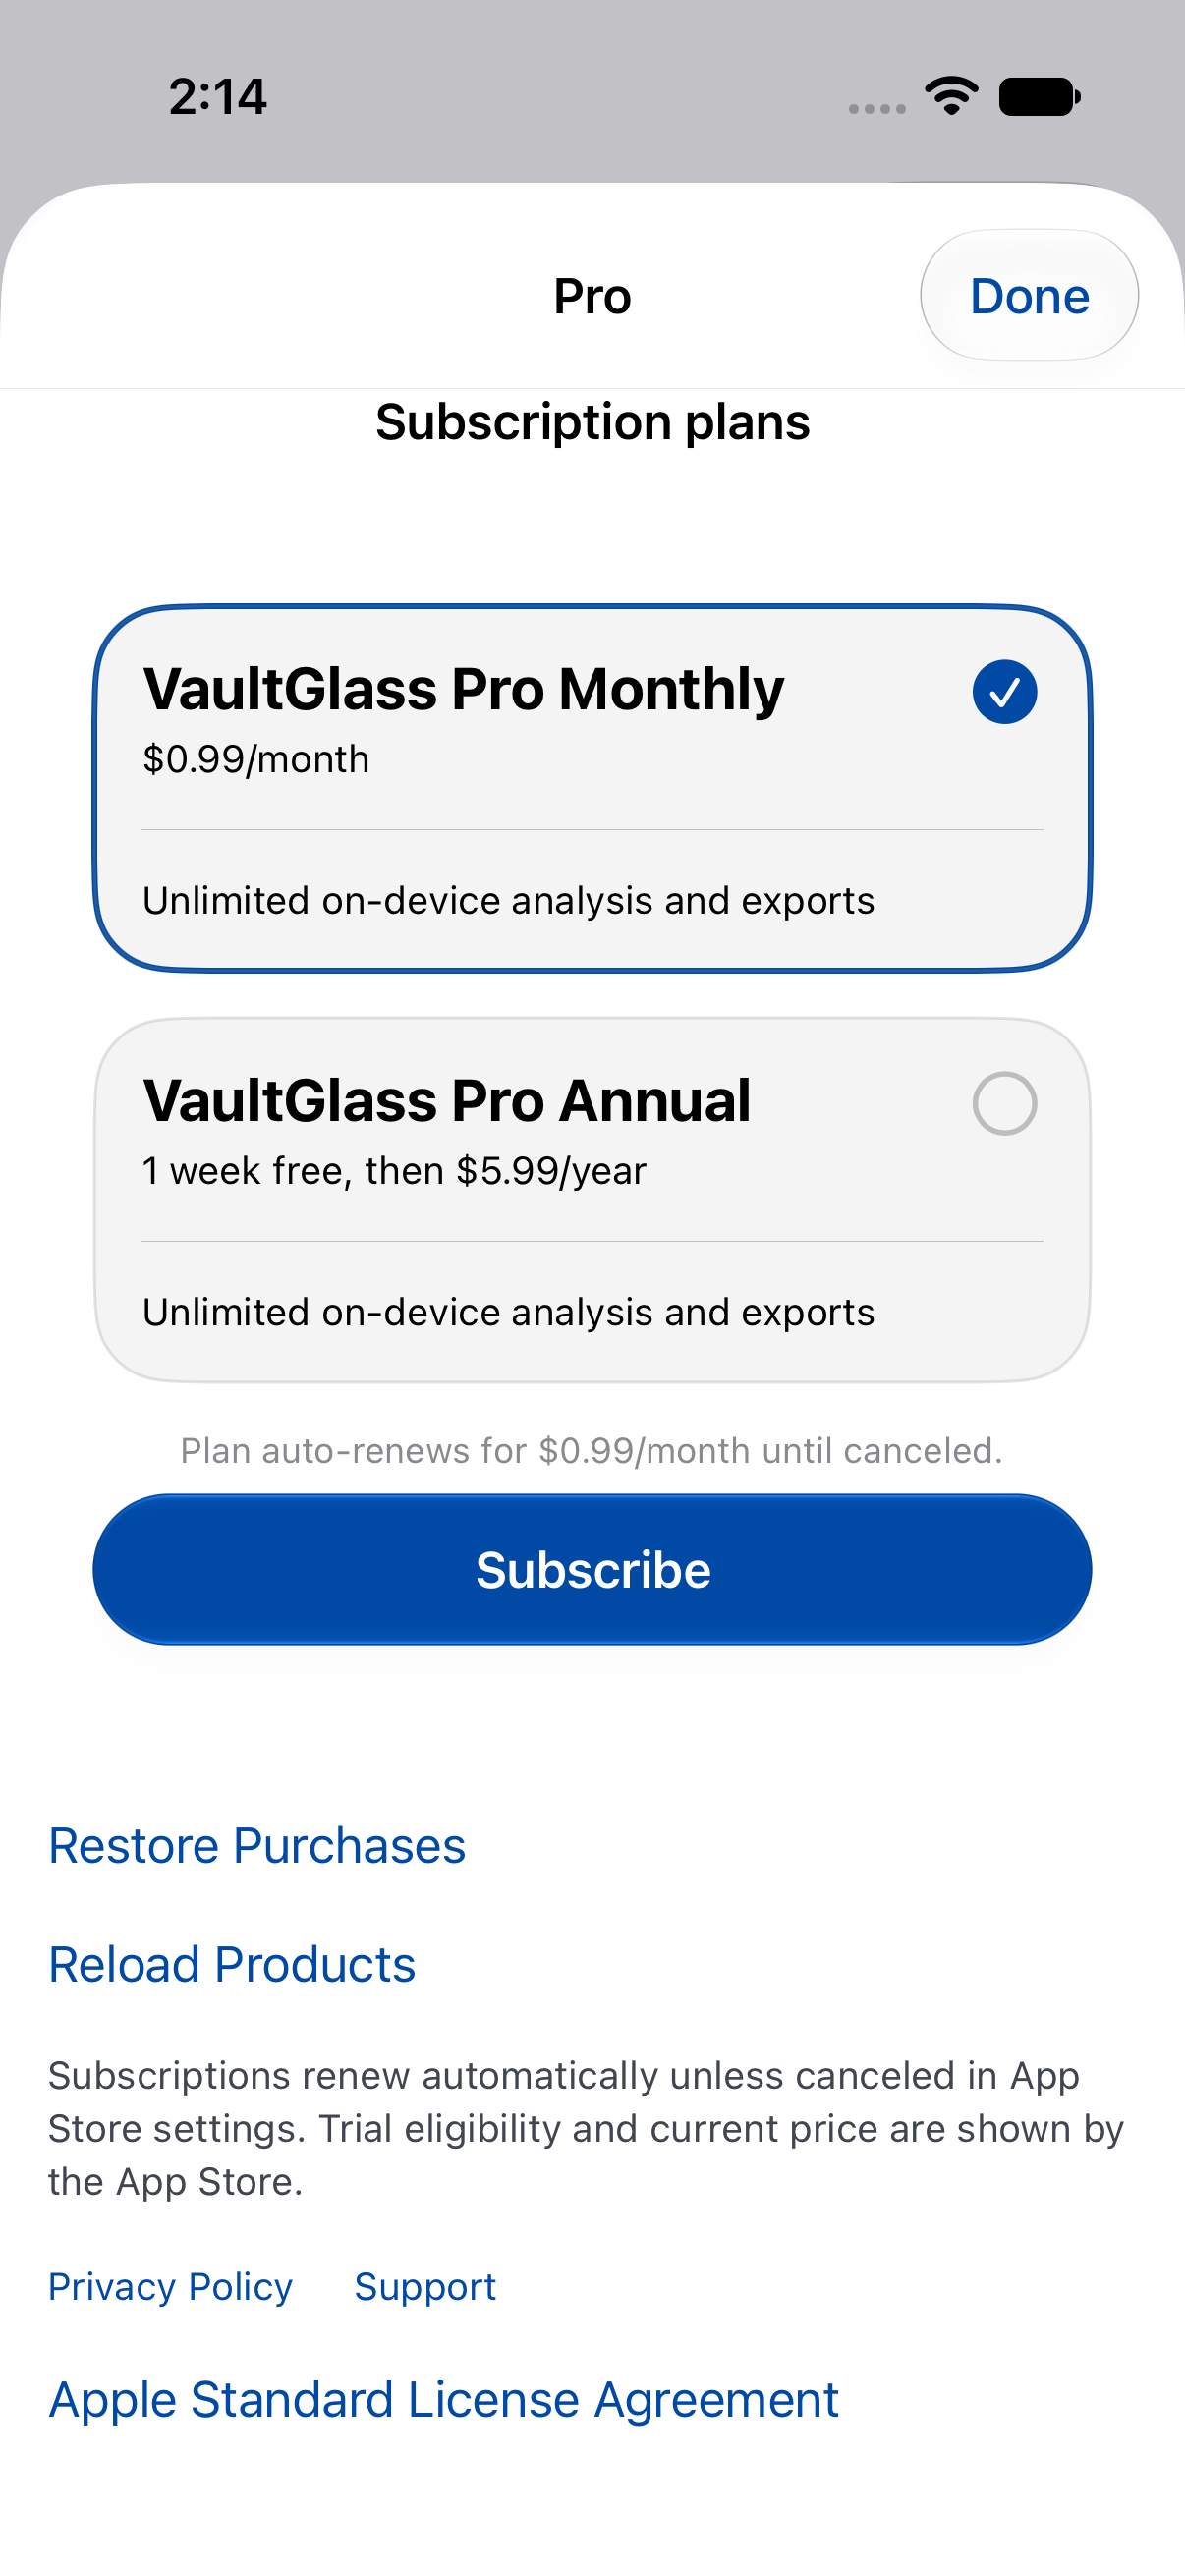 2:14
Pro
Done
Subscription plans
VaultGlass Pro Monthly
$0.99/month
Unlimited on-device analysis and exports
VaultGlass Pro Annual
1 week free, then $5.99/year
Unlimited on-device analysis and exports
Plan auto-renews for $0.99/month until canceled.
Subscribe
Restore Purchases
Reload Products
Subscriptions renew automatically unless canceled in App
Store settings. Trial eligibility and current price are shown by
the App Store.
Privacy Policy Support
Apple Standard License Agreement